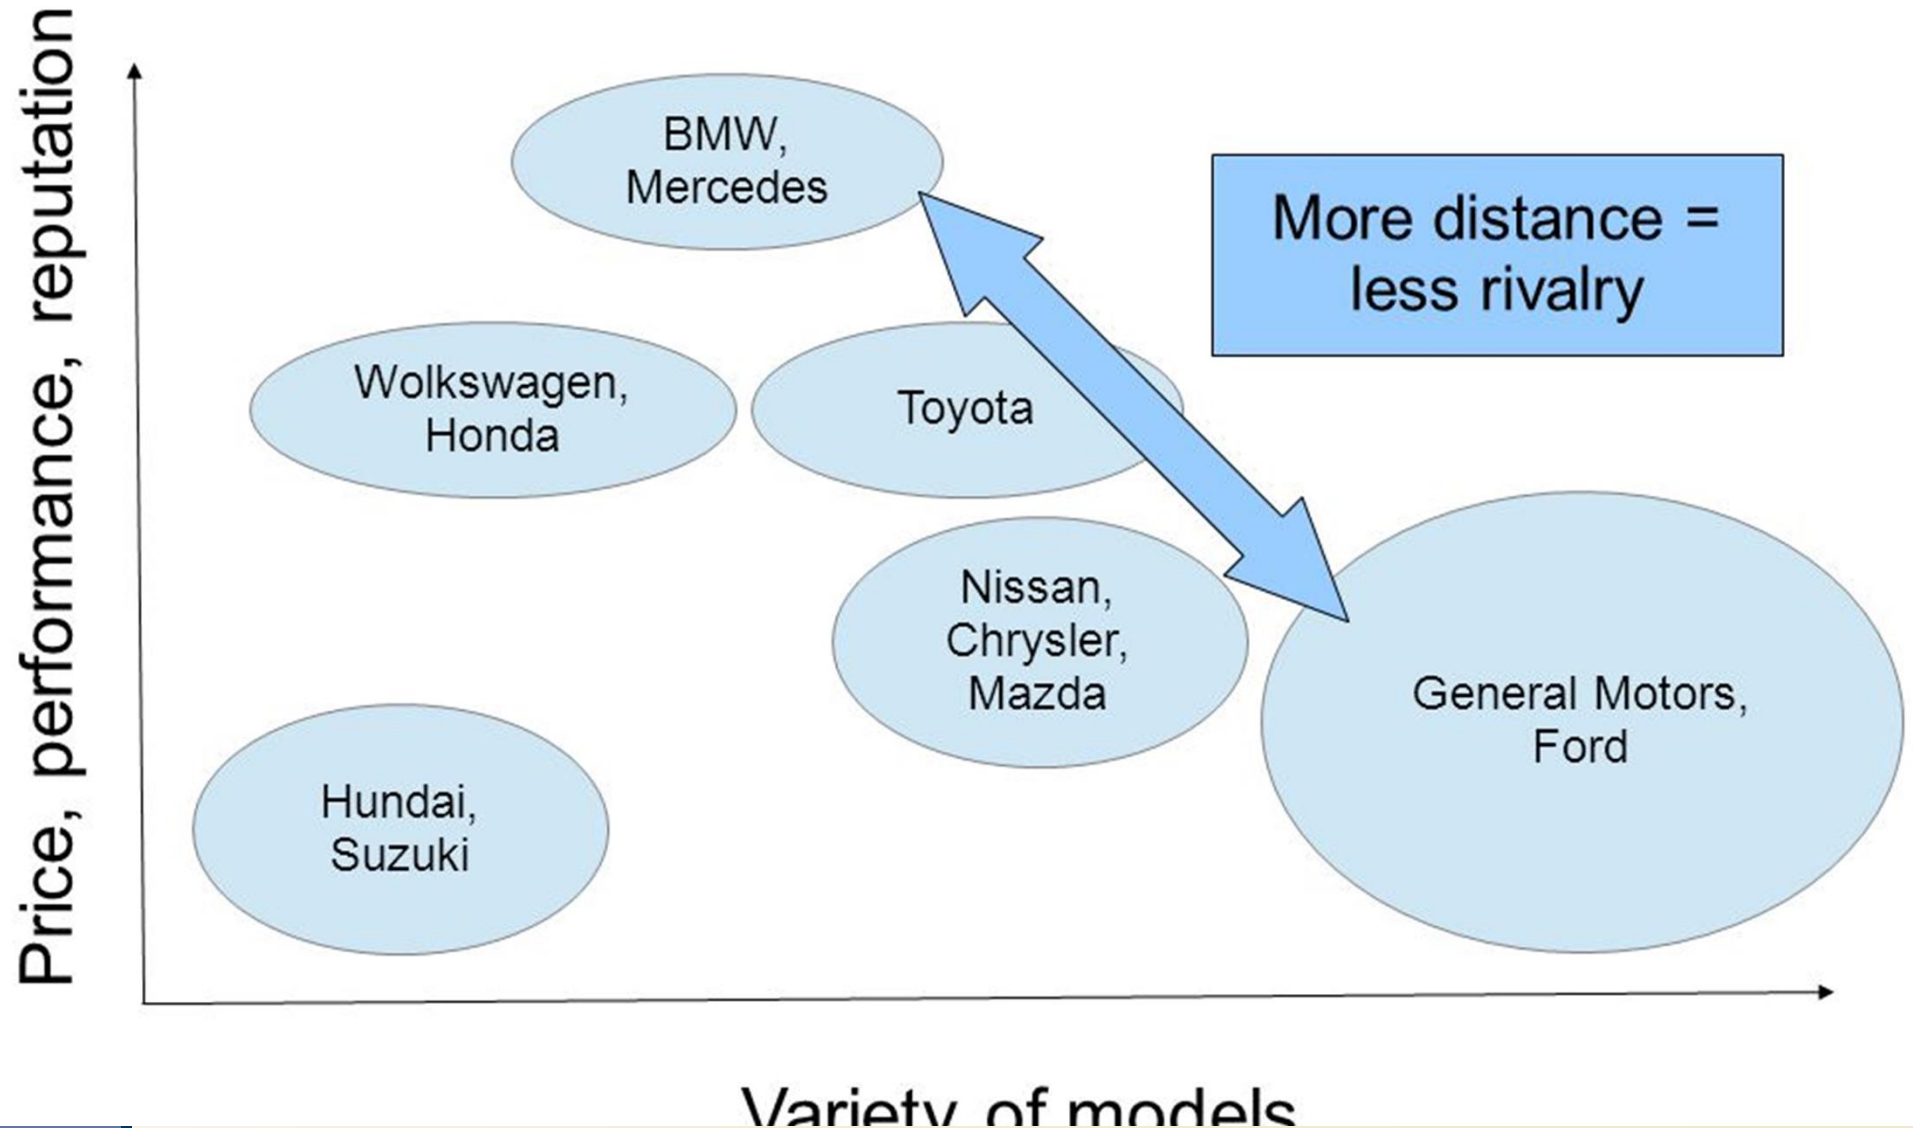 Price, performance, reputation
BMW,
Mercedes
More distance =
less rivalry
Wolkswagen,
Honda
Toyota
Nissan,
Chrysler,
Mazda
General Motors,
Ford
Hundai,
Suzuki
Variety of models